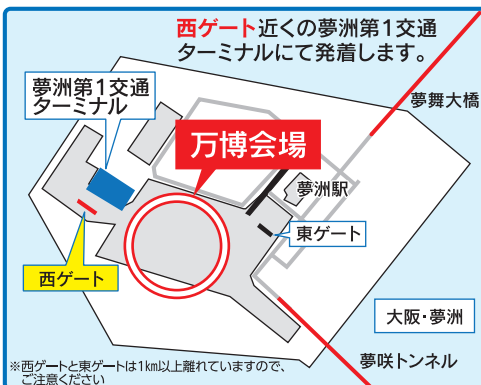 西ゲート近くの夢洲第1交通
ターミナルにて発着します。
夢舞大橋
夢洲第1交通
ターミナル
万博会場
夢洲駅
東ゲート
西ゲート
大阪・夢洲
夢咲トンネル
※西ゲートと東ゲートは1km以上離れていますので、
ご注意ください